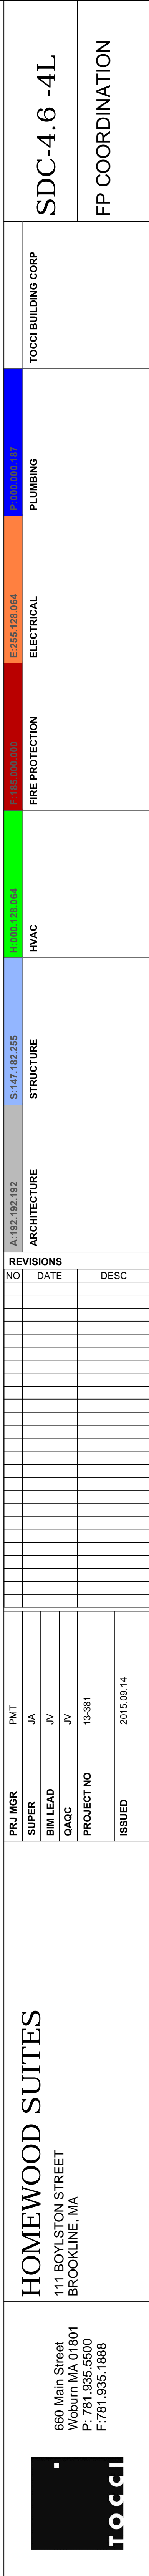 TOCCI
660 Main Street
Woburn MA 01801
P: 781.935.5500
F:781.935.1888
HOMEWOOD SUITES
111 BOYLSTON STREET
BROOKLINE, MA
PRJ MGR PMT
SUPER JA
BIM LEAD JV
QAQC JV
PROJECT NO 13-381
ISSUED 2015.09.14
REVISIONS
NO DATE DESC
A:192.192.192
ARCHITECTURE
S:147.182.255
STRUCTURE
H:000.128.064
HVAC
F:185.000.000
FIRE PROTECTION
E:255.128.064
ELECTRICAL
P:000.000.187
PLUMBING
TOCCI BUILDING CORP
SDC-4.6 -4L
FP COORDINATION